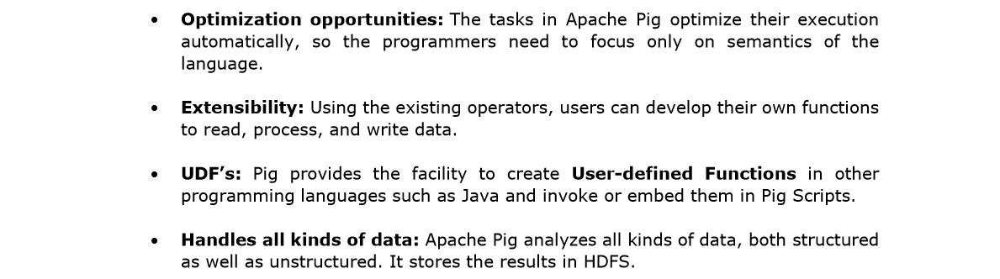 • Optimization opportunities: The tasks in Apache Pig optimize their execution
automatically, so the programmers need to focus only on semantics of the
language.
• Extensibility: Using the existing operators, users can develop their own functions
to read, process, and write data.
• UDF’s: Pig provides the facility to create User-defined Functions in other
programming languages such as Java and invoke or embed them in Pig Scripts.
• Handles all kinds of data: Apache Pig analyzes all kinds of data, both structured
as well as unstructured. It stores the results in HDFS.